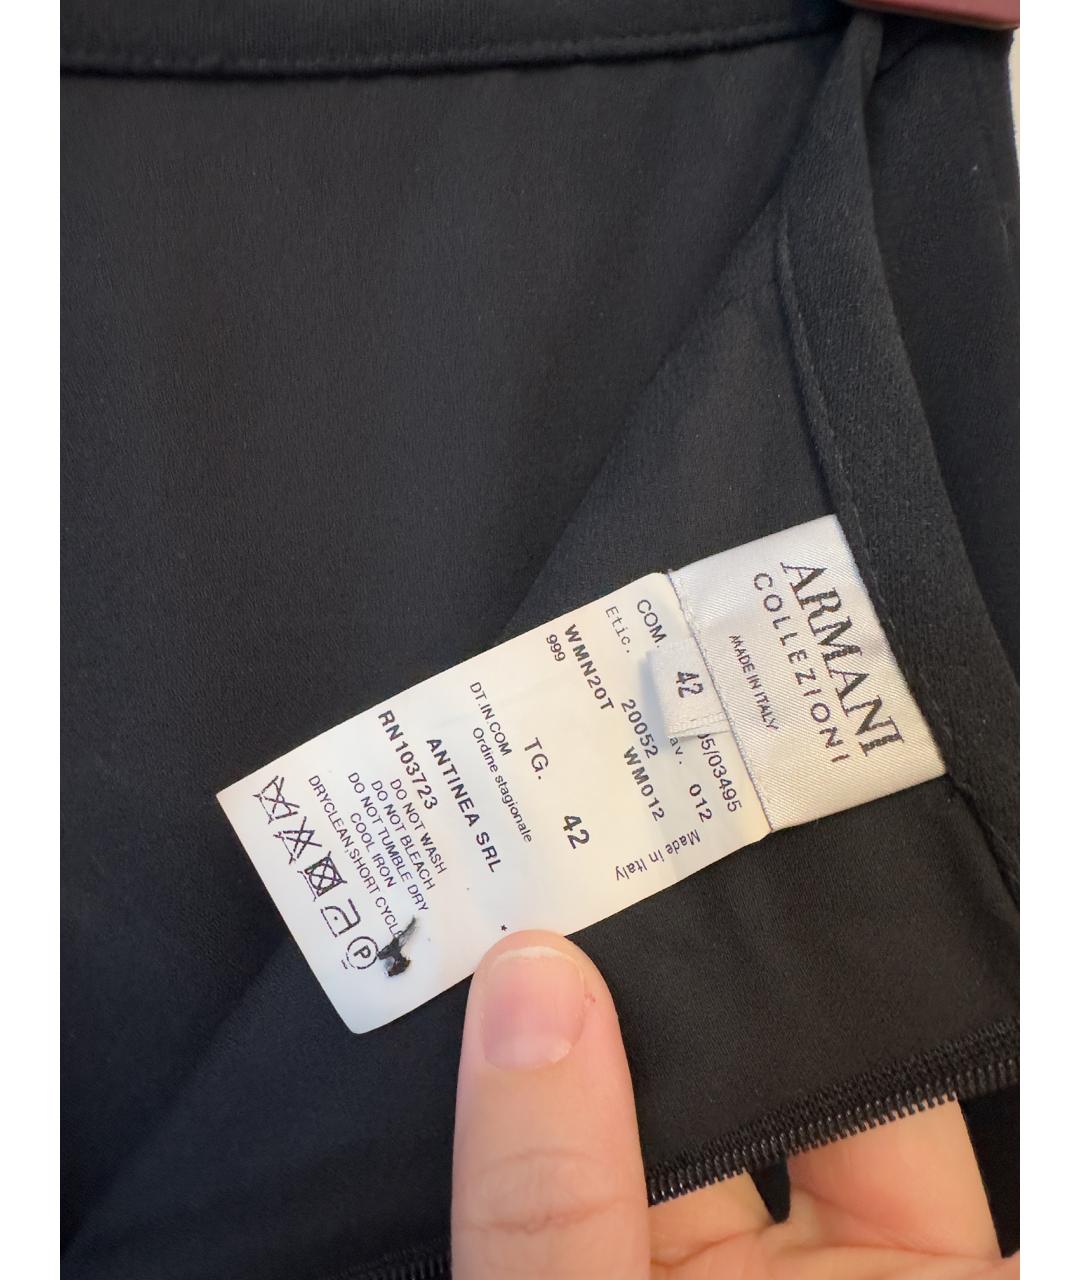 ARMANI
COLLEZIONI
MADE IN ITALY
42
COM. 05/03495
Etic. av. 012
20052 WM012
WMN20T
999
Made in Italy
TG. 42
DT.IN.COM
Ordine stagionale
ANTINEA SRL
RN103723
DO NOT WASH
DO NOT BLEACH
DO NOT TUMBLE DRY
COOL IRON
DRYCLEAN,SHORT CYCLE
P